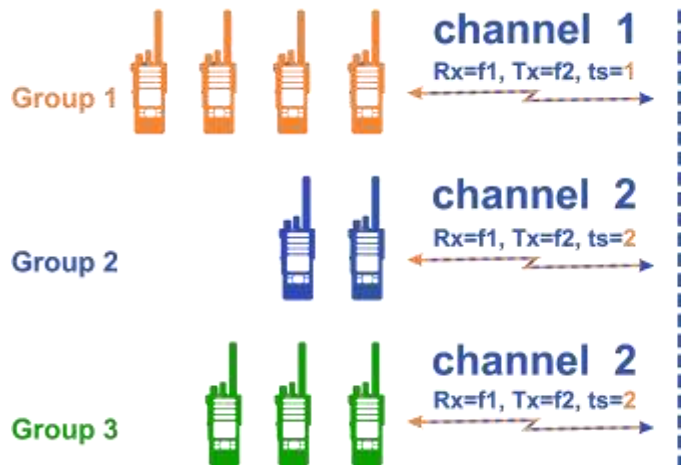 channel 1
Rx=f1, Tx=f2, ts=1
Group 1
channel 2
Rx=f1, Tx=f2, ts=2
Group 2
channel 2
Rx=f1, Tx=f2, ts=2
Group 3